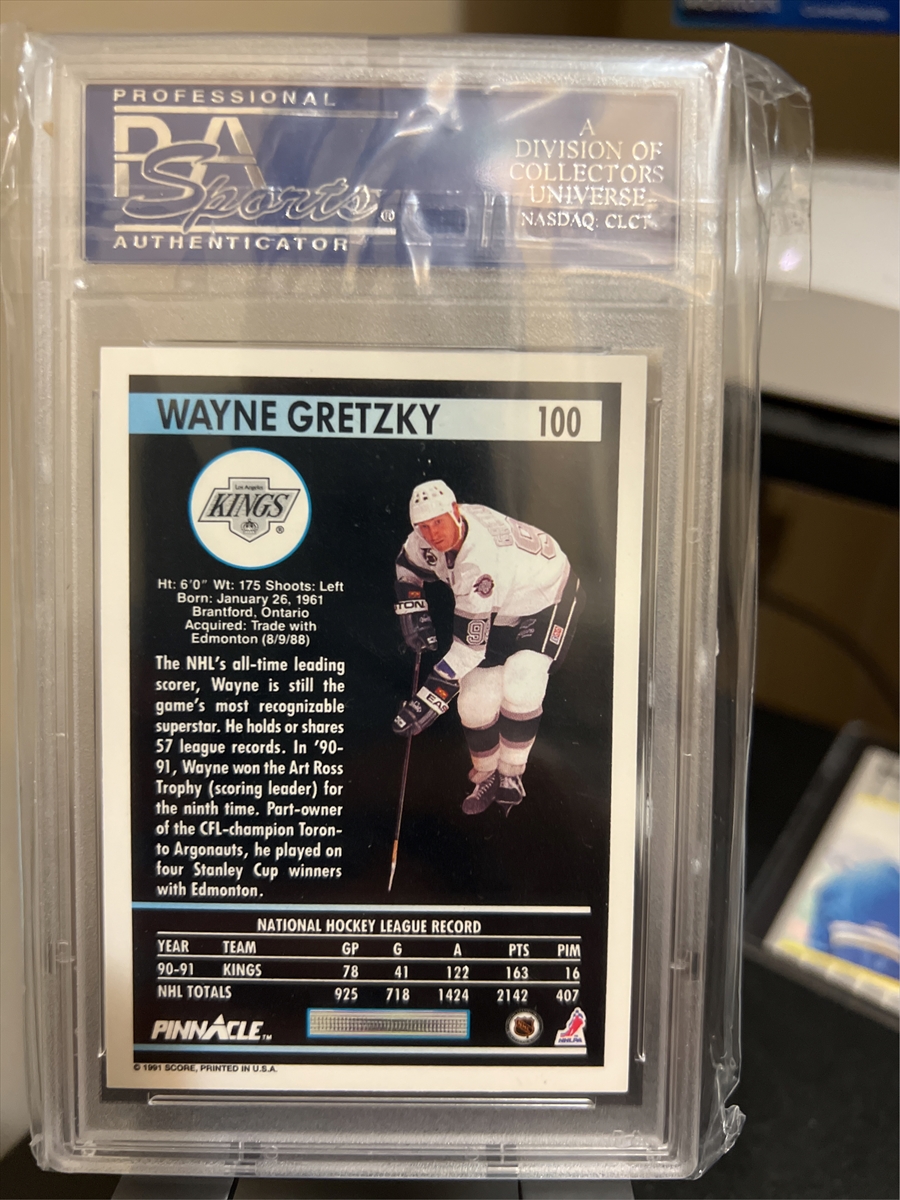 PROFESSIONAL
PSA
Sports®
AUTHENTICATOR
A
DIVISION OF
COLLECTORS
UNIVERSE
NASDAQ: CLCT
WAYNE GRETZKY 100
Los Angeles
KINGS ®
Ht: 6'0" Wt: 175 Shoots: Left
Born: January 26, 1961
Brantford, Ontario
Acquired: Trade with
Edmonton (8/9/88)
The NHL's all-time leading
scorer, Wayne is still the
game's most recognizable
superstar. He holds or shares
57 league records. In '90-
91, Wayne won the Art Ross
Trophy (scoring leader) for
the ninth time. Part-owner
of the CFL-champion Toron-
to Argonauts, he played on
four Stanley Cup winners
with Edmonton.
NATIONAL HOCKEY LEAGUE RECORD
YEAR TEAM GP G A PTS PIM
90-91 KINGS 78 41 122 163 16
NHL TOTALS 925 718 1424 2142 407
PINNACLE™ NHL NHLPA
© 1991 SCORE, PRINTED IN U.S.A.